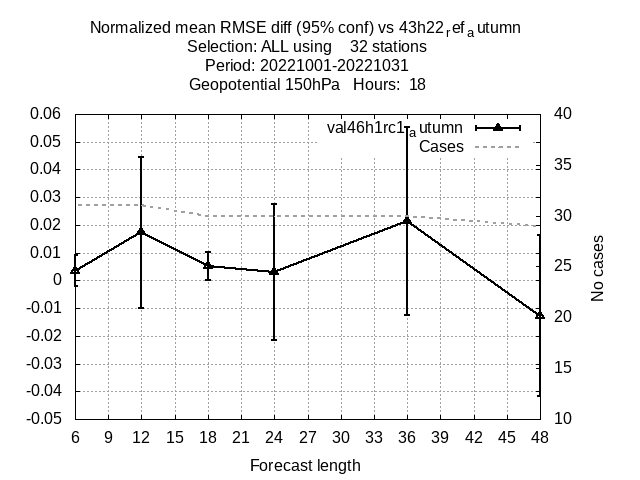 Normalized mean RMSE diff (95% conf) vs 43h22refautumn
Selection: ALL using 32 stations
Period: 20221001-20221031
Geopotential 150hPa Hours: 18
val46h1rc1autumn
Cases
0.06
0.05
0.04
0.03
0.02
0.01
0
-0.01
-0.02
-0.03
-0.04
-0.05
40
35
30
25
20
15
10
No cases
6 9 12 15 18 21 24 27 30 33 36 39 42 45 48
Forecast length